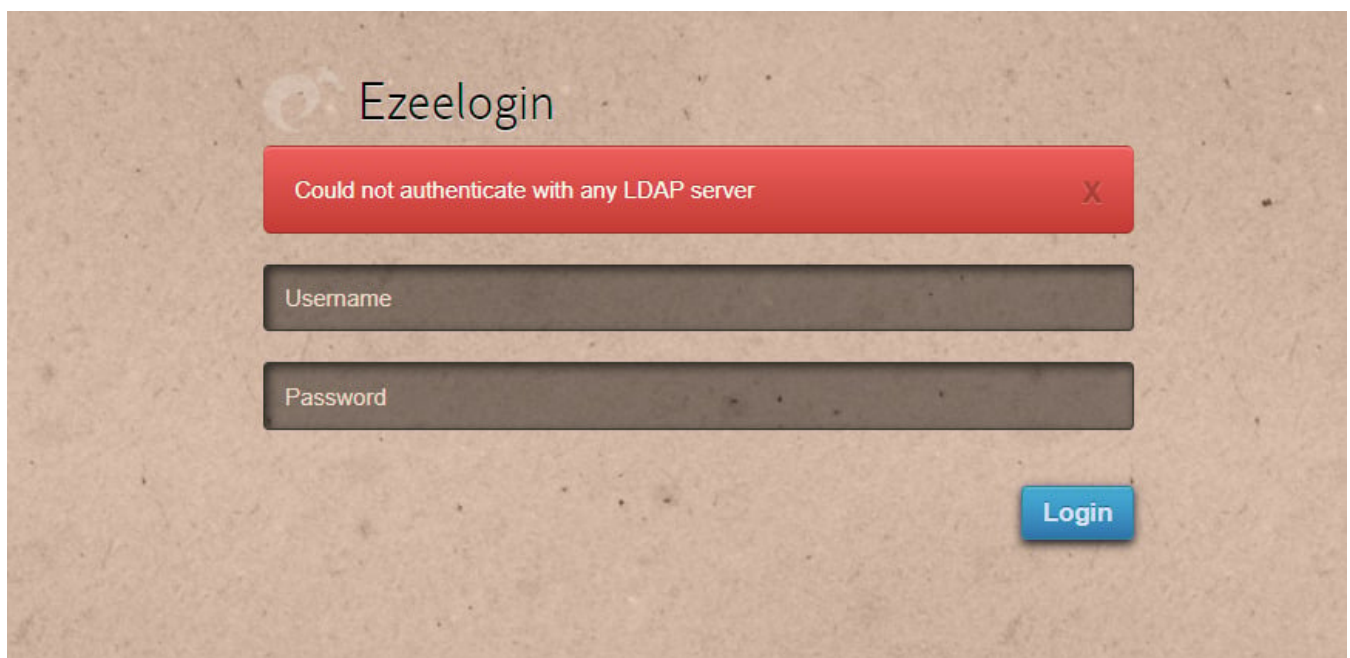 Ezeelogin
Could not authenticate with any LDAP server X
Username
Password
Login